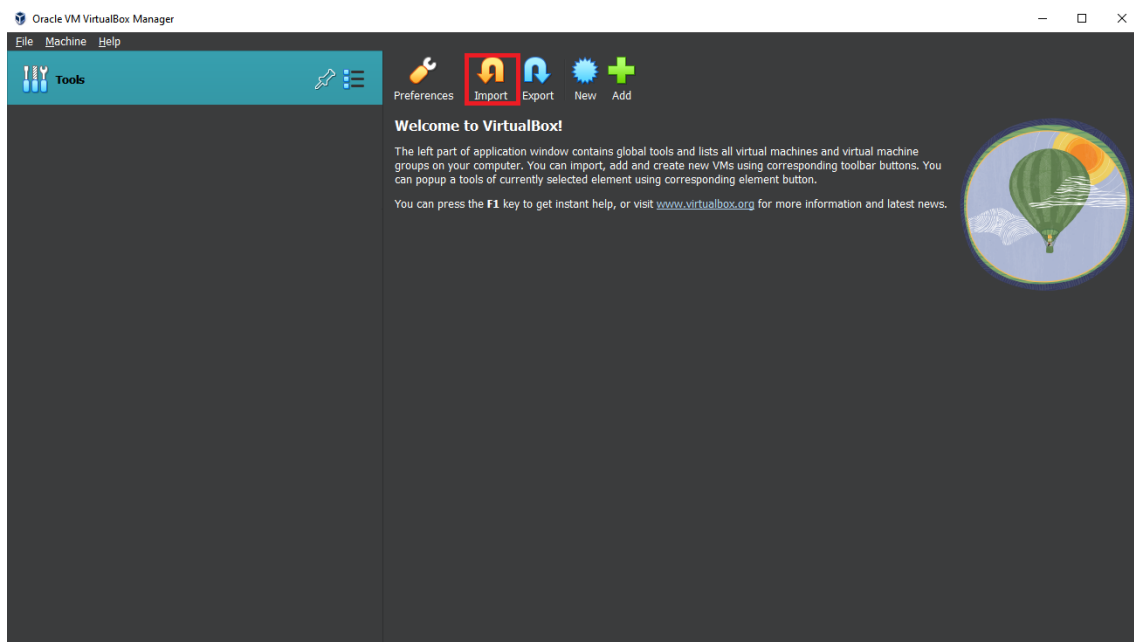 Oracle VM VirtualBox Manager
File Machine Help
Tools
Preferences Import Export New Add
Welcome to VirtualBox!
The left part of application window contains global tools and lists all virtual machines and virtual machine
groups on your computer. You can import, add and create new VMs using corresponding toolbar buttons. You
can popup a tools of currently selected element using corresponding element button.
You can press the F1 key to get instant help, or visit www.virtualbox.org for more information and latest news.